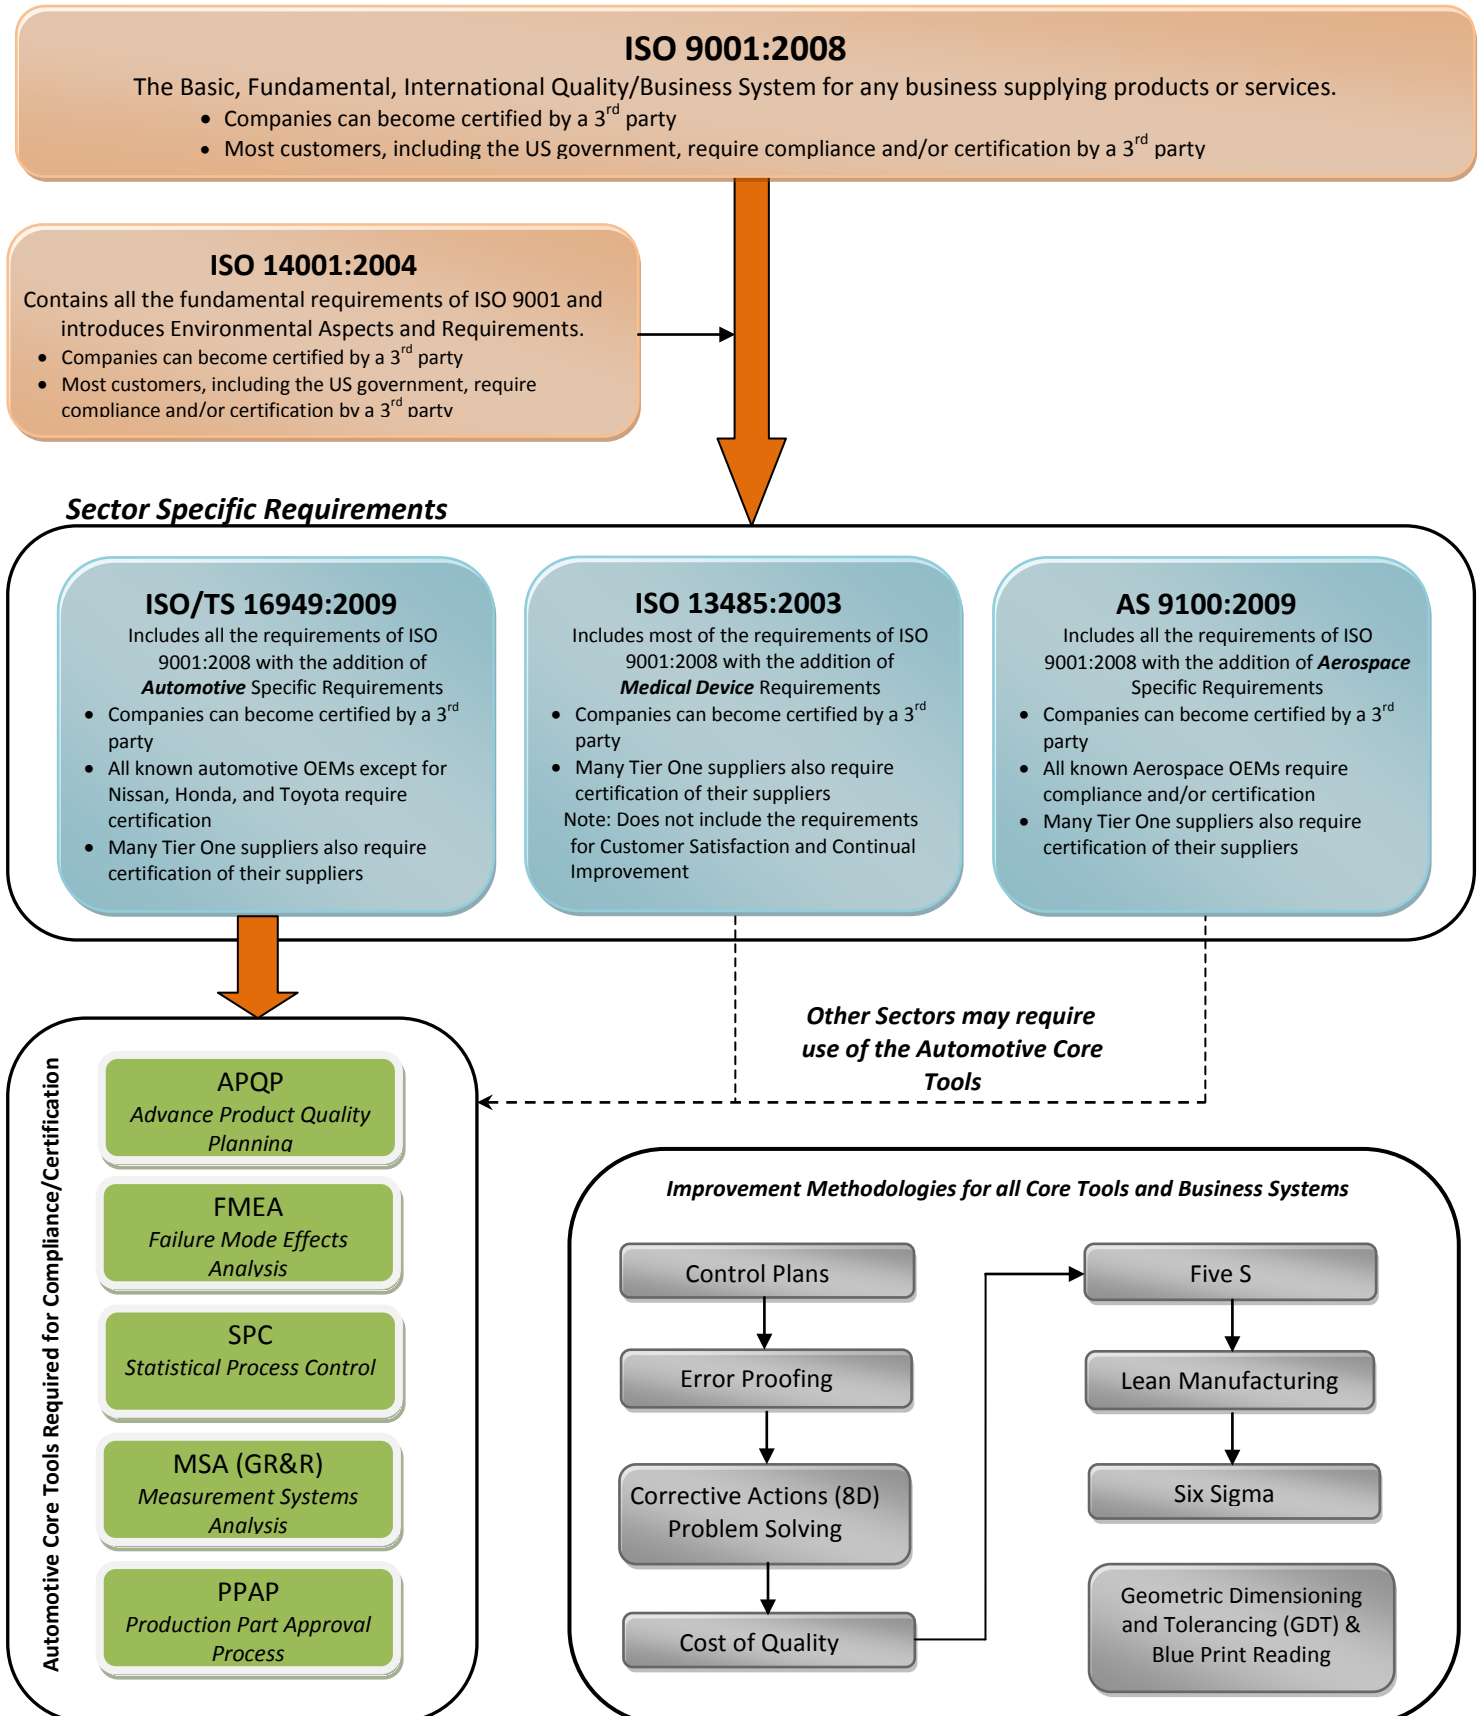 ISO 9001:2008
The Basic, Fundamental, International Quality/Business System for any business supplying products or services.
• Companies can become certified by a 3rd party
• Most customers, including the US government, require compliance and/or certification by a 3rd party
ISO 14001:2004
Contains all the fundamental requirements of ISO 9001 and
introduces Environmental Aspects and Requirements.
• Companies can become certified by a 3rd party
• Most customers, including the US government, require
compliance and/or certification by a 3rd party
Sector Specific Requirements
ISO/TS 16949:2009
Includes all the requirements of ISO
9001:2008 with the addition of
Automotive Specific Requirements
• Companies can become certified by a 3rd
party
• All known automotive OEMs except for
Nissan, Honda, and Toyota require
certification
• Many Tier One suppliers also require
certification of their suppliers
ISO 13485:2003
Includes most of the requirements of ISO
9001:2008 with the addition of
Medical Device Requirements
• Companies can become certified by a 3rd
party
• Many Tier One suppliers also require
certification of their suppliers
Note: Does not include the requirements
for Customer Satisfaction and Continual
Improvement
AS 9100:2009
Includes all the requirements of ISO
9001:2008 with the addition of Aerospace
Specific Requirements
• Companies can become certified by a 3rd
party
• All known Aerospace OEMs require
compliance and/or certification
• Many Tier One suppliers also require
certification of their suppliers
Other Sectors may require
use of the Automotive Core
Tools
Automotive Core Tools Required for Compliance/Certification
APQP
Advance Product Quality
Planning
FMEA
Failure Mode Effects
Analysis
SPC
Statistical Process Control
MSA (GR&R)
Measurement Systems
Analysis
PPAP
Production Part Approval
Process
Improvement Methodologies for all Core Tools and Business Systems
Control Plans
Error Proofing
Corrective Actions (8D)
Problem Solving
Cost of Quality
Five S
Lean Manufacturing
Six Sigma
Geometric Dimensioning
and Tolerancing (GDT) &
Blue Print Reading